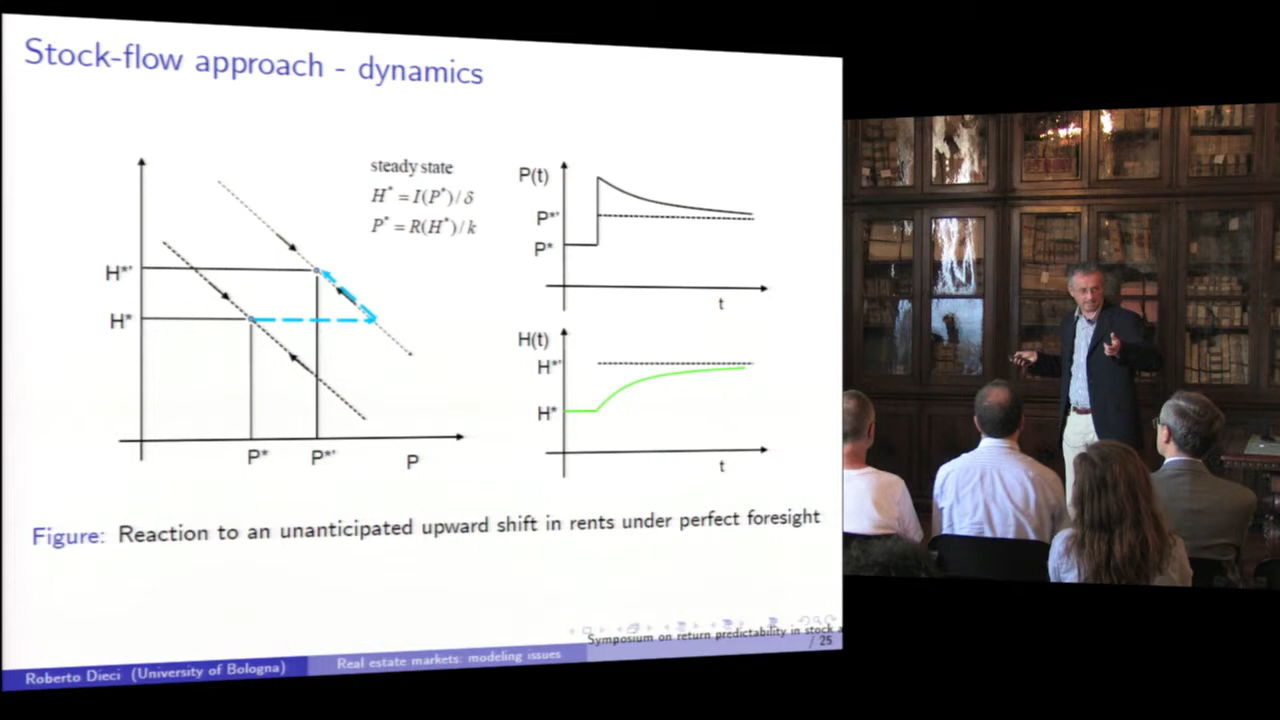 Stock-flow approach - dynamics
steady state
H* = I(P*)/δ
P* = R(H*)/k
H*'
H*
P*
P*'
P
P(t)
P*'
P*
t
H(t)
H*'
H*
t
Figure: Reaction to an unanticipated upward shift in rents under perfect foresight
Symposium on return predictability in stock a
/ 25
Roberto Dieci (University of Bologna)
Real estate markets: modeling issues